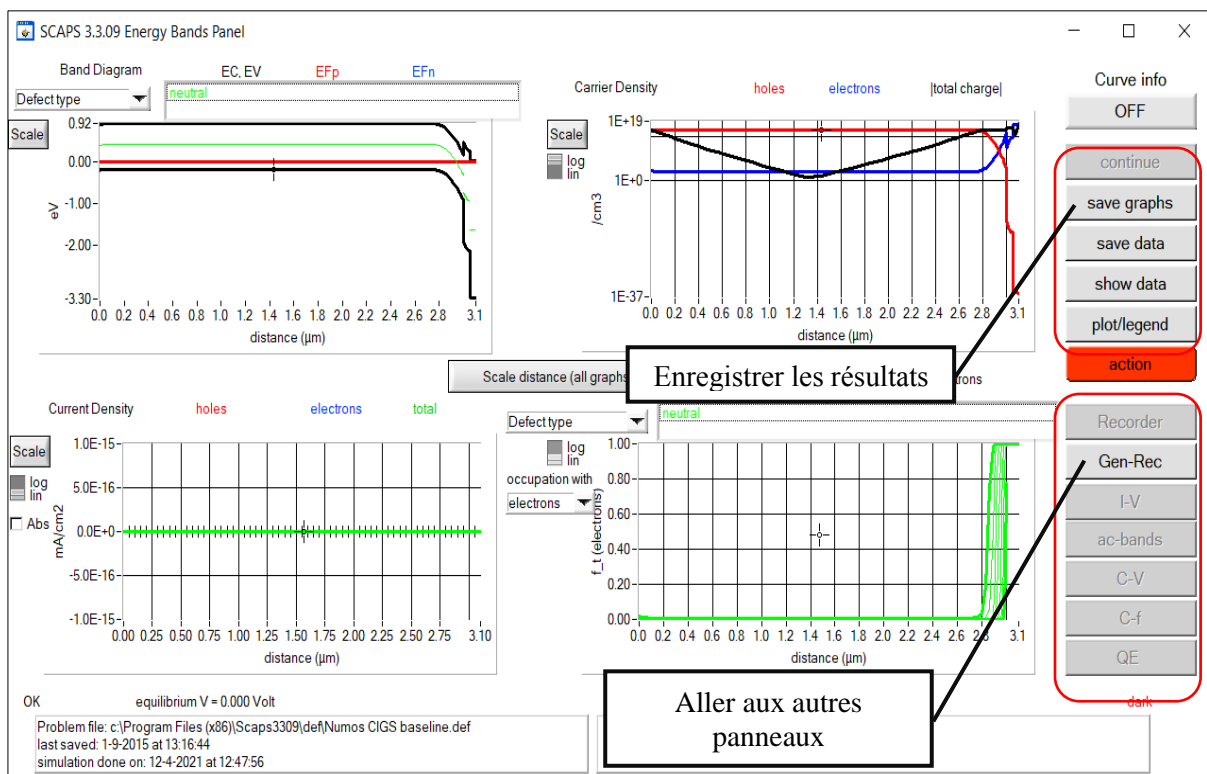 SCAPS 3.3.09 Energy Bands Panel
Band Diagram EC, EV EFp EFn
Defect type neutral
Scale
0.92
0.00
-1.00
-2.00
-3.30
eV
0.0 0.2 0.4 0.6 0.8 1.0 1.2 1.4 1.6 1.8 2.0 2.2 2.4 2.6 2.8 3.1
distance (µm)
Carrier Density holes electrons |total charge|
Scale
log
lin
1E+19
1E+0
1E-37
/cm3
0.0 0.2 0.4 0.6 0.8 1.0 1.2 1.4 1.6 1.8 2.0 2.2 2.4 2.6 2.8 3.1
distance (µm)
Curve info
OFF
continue
save graphs
save data
show data
plot/legend
action
Scale distance (all graphs
Enregistrer les résultats
Current Density holes electrons total
Scale
log
lin
Abs
1.0E-15
5.0E-16
0.0E+0
-5.0E-16
-1.0E-15
mA/cm2
0.00 0.25 0.50 0.75 1.00 1.25 1.50 1.75 2.00 2.25 2.50 3.10
distance (µm)
Defect type neutral
log
lin
occupation with
electrons
1.00
0.60
0.40
0.20
0.00
f_t (electrons)
0.0 0.2 0.4 0.6 0.8 1.0 1.2 1.4 1.6 1.8 2.0 2.2 2.4 2.6 3.1
distance (µm)
Recorder
Gen-Rec
I-V
ac-bands
C-V
C-f
QE
dark
Aller aux autres
panneaux
OK equilibrium V = 0.000 Volt
Problem file: c:\Program Files (x86)\Scaps3309\def\Numos CIGS baseline.def
last saved: 1-9-2015 at 13:16:44
simulation done on: 12-4-2021 at 12:47:56